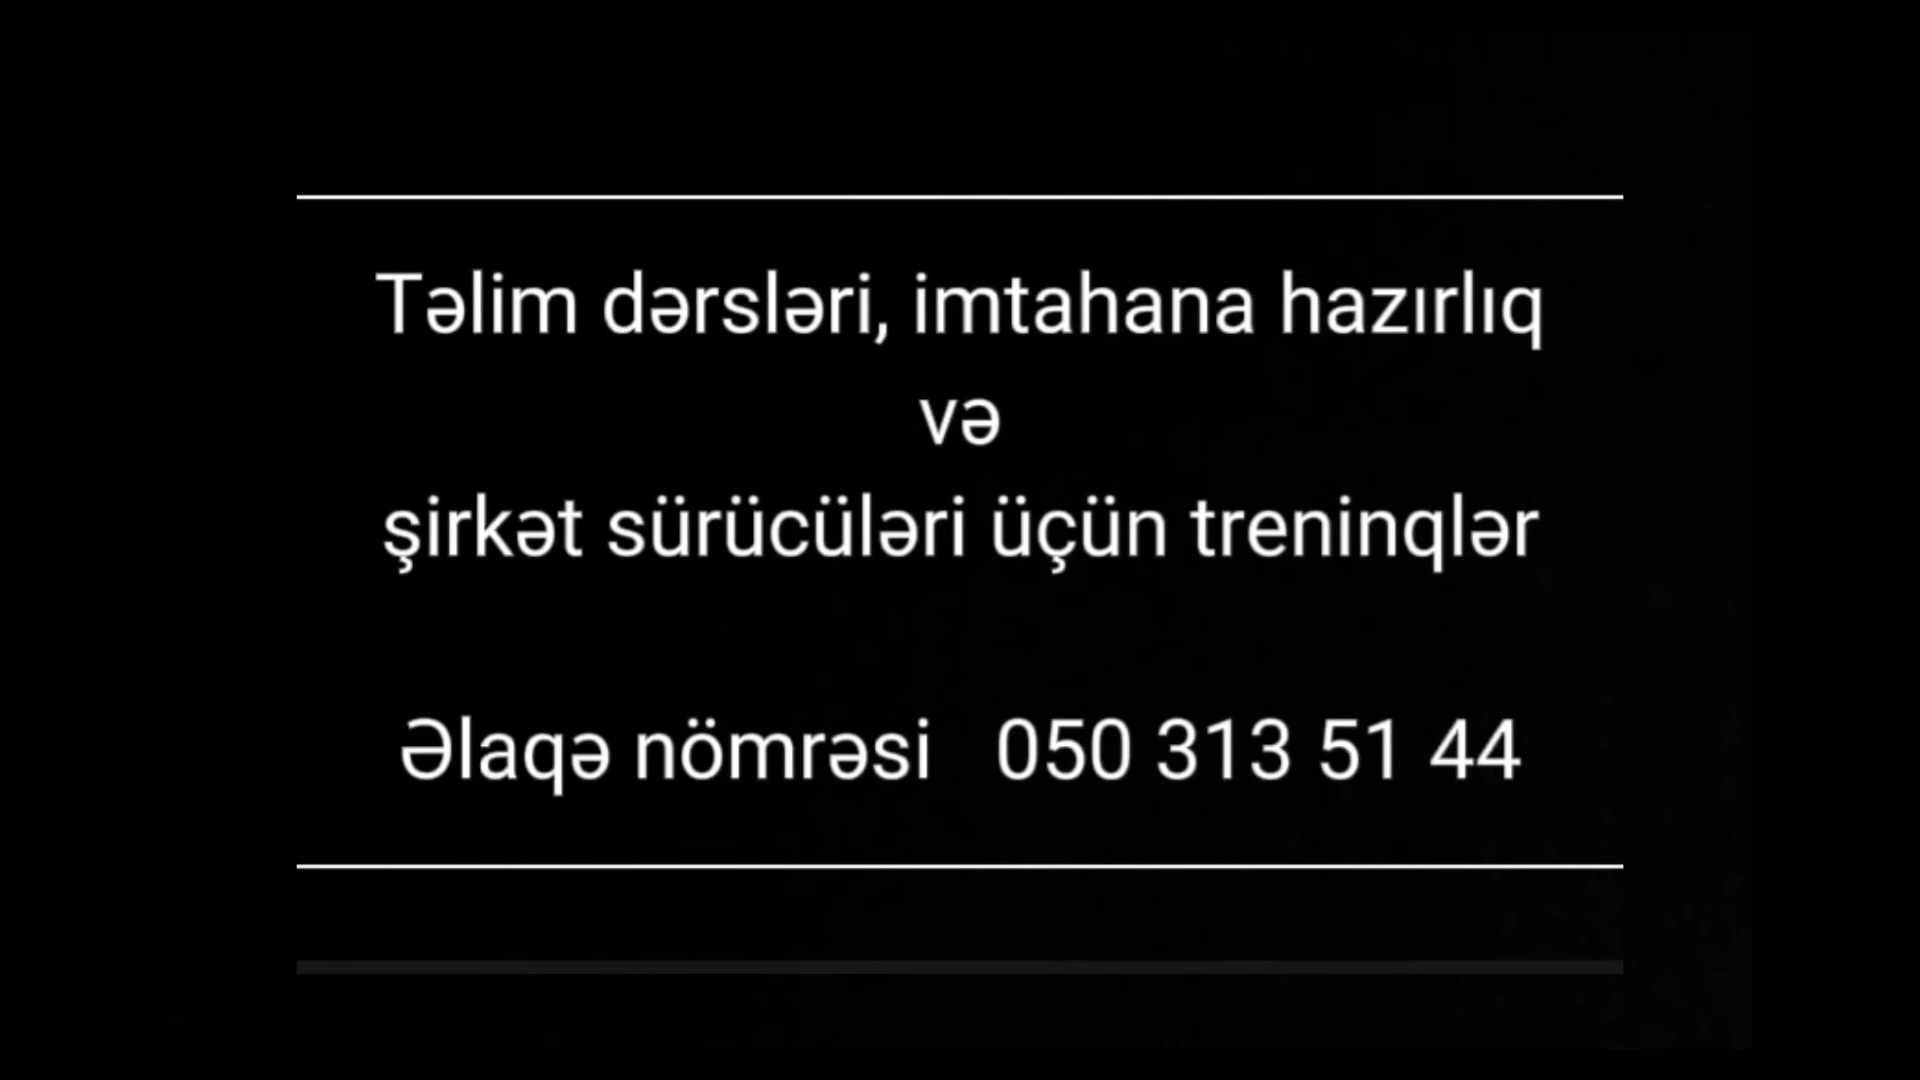 Təlim dərsləri, imtahana hazırlıq
və
şirkət sürücüləri üçün treninqlər
Əlaqə nömrəsi   050 313 51 44